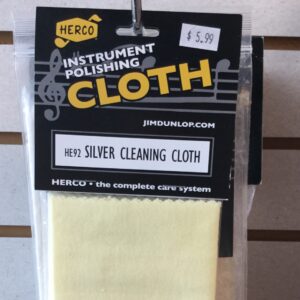 HERCO
$ 5.99
INSTRUMENT
POLISHING
CLOTH
JIMDUNLOP.COM
HE92 SILVER CLEANING CLOTH
HERCO • the complete care system